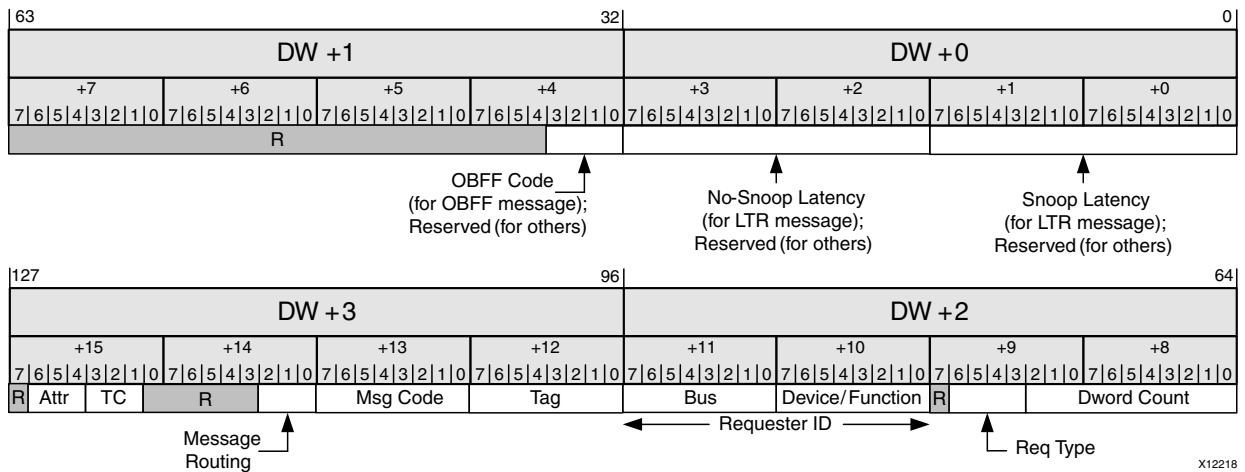 63 32 0
DW +1 DW +0
+7 +6 +5 +4 +3 +2 +1 +0
7 6 5 4 3 2 1 0 7 6 5 4 3 2 1 0 7 6 5 4 3 2 1 0 7 6 5 4 3 2 1 0 7 6 5 4 3 2 1 0 7 6 5 4 3 2 1 0 7 6 5 4 3 2 1 0 7 6 5 4 3 2 1 0
R
OBFF Code
(for OBFF message);
Reserved (for others)
No-Snoop Latency
(for LTR message);
Reserved (for others)
Snoop Latency
(for LTR message);
Reserved (for others)
127 96 64
DW +3 DW +2
+15 +14 +13 +12 +11 +10 +9 +8
7 6 5 4 3 2 1 0 7 6 5 4 3 2 1 0 7 6 5 4 3 2 1 0 7 6 5 4 3 2 1 0 7 6 5 4 3 2 1 0 7 6 5 4 3 2 1 0 7 6 5 4 3 2 1 0 7 6 5 4 3 2 1 0
R Attr TC R Msg Code Tag Bus Device/Function R Dword Count
Message
Routing
Requester ID
Req Type
X12218